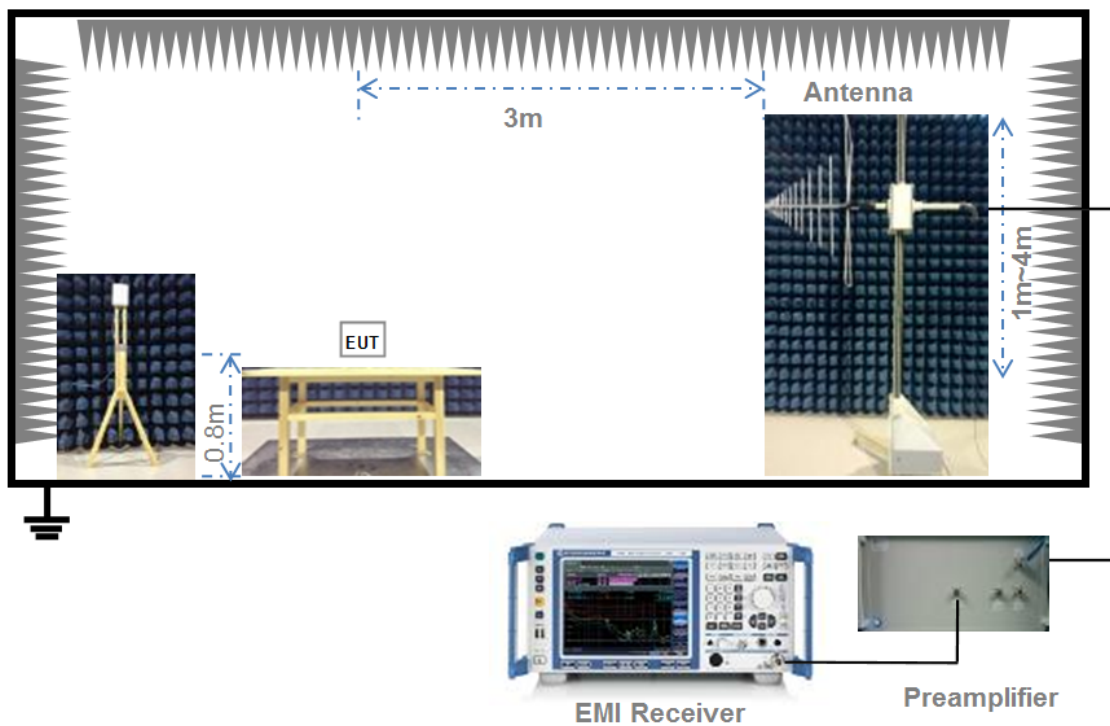 Antenna
3m
1m~4m
EUT
0.8m
EMI Receiver
Preamplifier